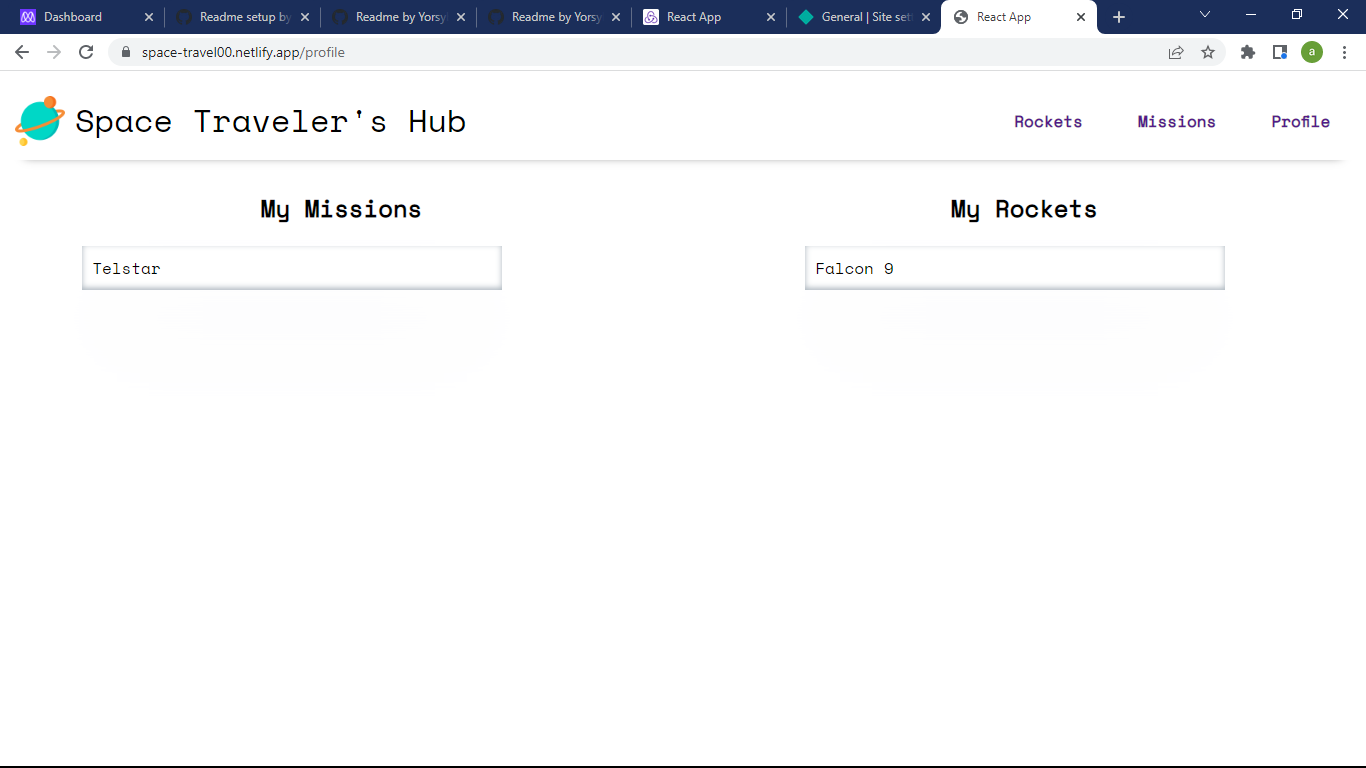 Dashboard
Readme setup by
Readme by Yorsy
Readme by Yorsy
React App
General | Site set
React App
space-travel00.netlify.app/profile
a
Space Traveler's Hub
Rockets
Missions
Profile
My Missions
My Rockets
Telstar
Falcon 9